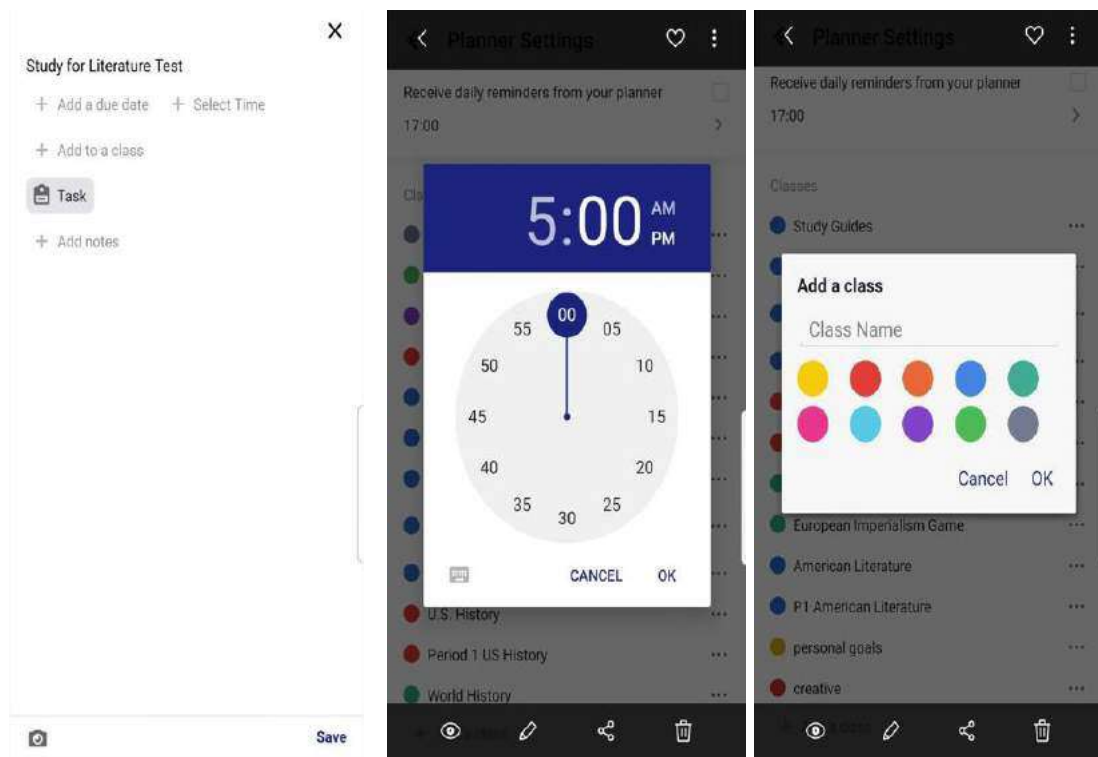 Study for Literature Test
+ Add a due date + Select Time
+ Add to a class
Task
+ Add notes
Save
Planner Settings
Receive daily reminders from your planner
17:00
5:00 AM
PM
00
05
10
15
20
25
30
35
40
45
50
55
CANCEL OK
U.S. History
Period 1 US History
World History
Planner Settings
Receive daily reminders from your planner
17:00
Classes
Study Guides
Add a class
Class Name
Cancel OK
European Imperialism Game
American Literature
P1 American Literature
personal goals
creative